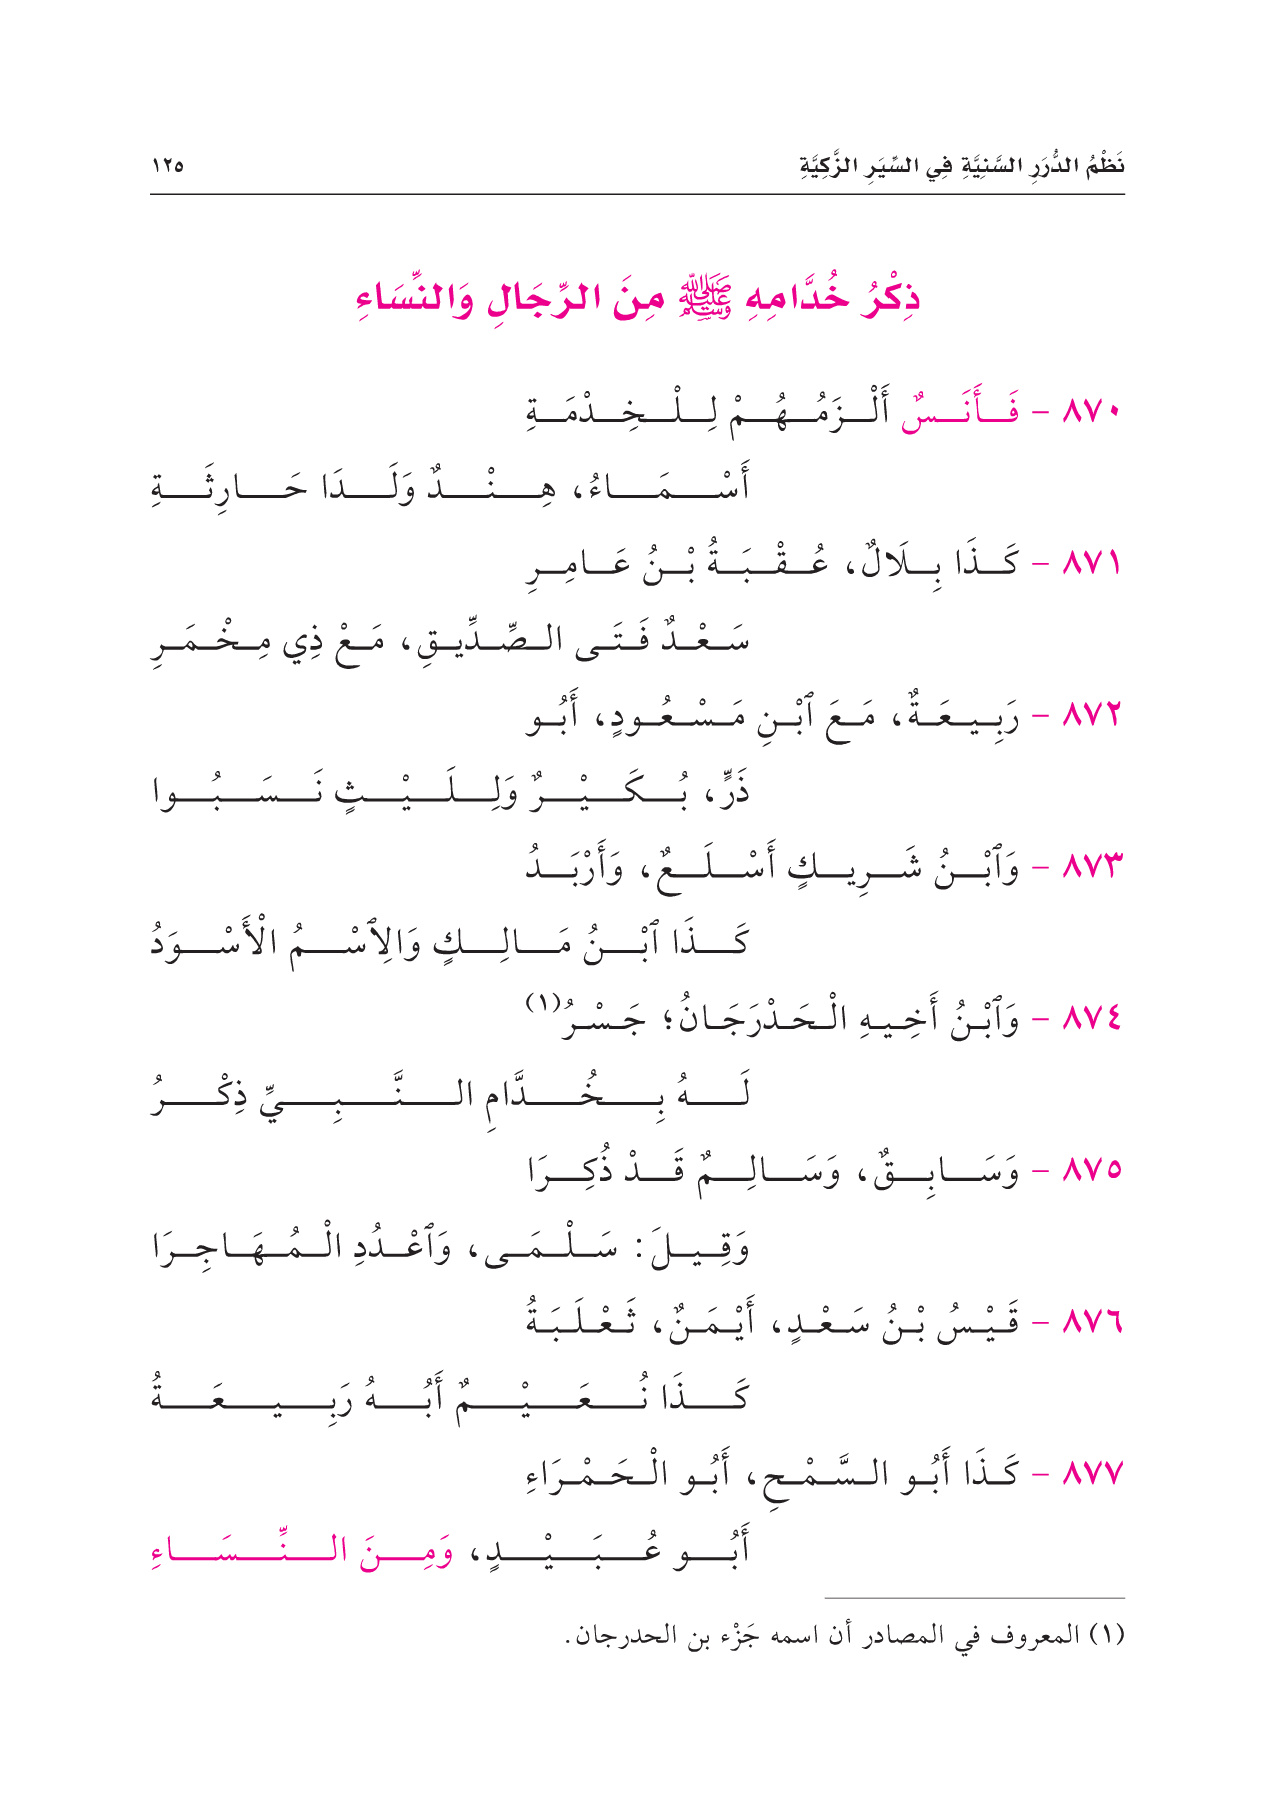 نَظْمُ الدُّرَرِ السَّنِيَّةِ فِي السِّيَرِ الزَّكِيَّةِ ١٢٥
ذِكْرُ خُدَّامِهِ ﷺ مِنَ الرِّجَالِ وَالنِّسَاءِ
٨٧٠ - فَأَنَسٌ أَلْزَمُهُمْ لِلْخِدْمَةِ
أَسْمَاءُ، هِنْدٌ وَلَدَا حَارِثَةِ
٨٧١ - كَذَا بِلَالٌ، عُقْبَةُ بْنُ عَامِرِ
سَعْدٌ فَتَى الصِّدِّيقِ، مَعْ ذِي مِخْمَرِ
٨٧٢ - رَبِيعَةٌ، مَعَ ٱبْنِ مَسْعُودٍ، أَبُو
ذَرٍّ، بُكَيْرٌ وَلِلَيْثٍ نَسَبُوا
٨٧٣ - وَٱبْنُ شَرِيكٍ أَسْلَعٌ، وَأَرْبَدُ
كَذَا ٱبْنُ مَالِكٍ وَالِٱسْمُ الْأَسْوَدُ
٨٧٤ - وَٱبْنُ أَخِيهِ الْحَدْرَجَانُ؛ جَسْرُ(١)
لَهُ بِخُدَّامِ النَّبِيِّ ذِكْرُ
٨٧٥ - وَسَابِقٌ، وَسَالِمٌ قَدْ ذُكِرَا
وَقِيلَ: سَلْمَى، وَٱعْدُدِ الْمُهَاجِرَا
٨٧٦ - قَيْسُ بْنُ سَعْدٍ، أَيْمَنٌ، ثَعْلَبَةُ
كَذَا نُعَيْمٌ أَبُهُ رَبِيعَةُ
٨٧٧ - كَذَا أَبُو السَّمْحِ، أَبُو الْحَمْرَاءِ
أَبُو عُبَيْدٍ، وَمِنَ النِّسَاءِ
(١) المعروف في المصادر أن اسمه جَزْء بن الحدرجان.